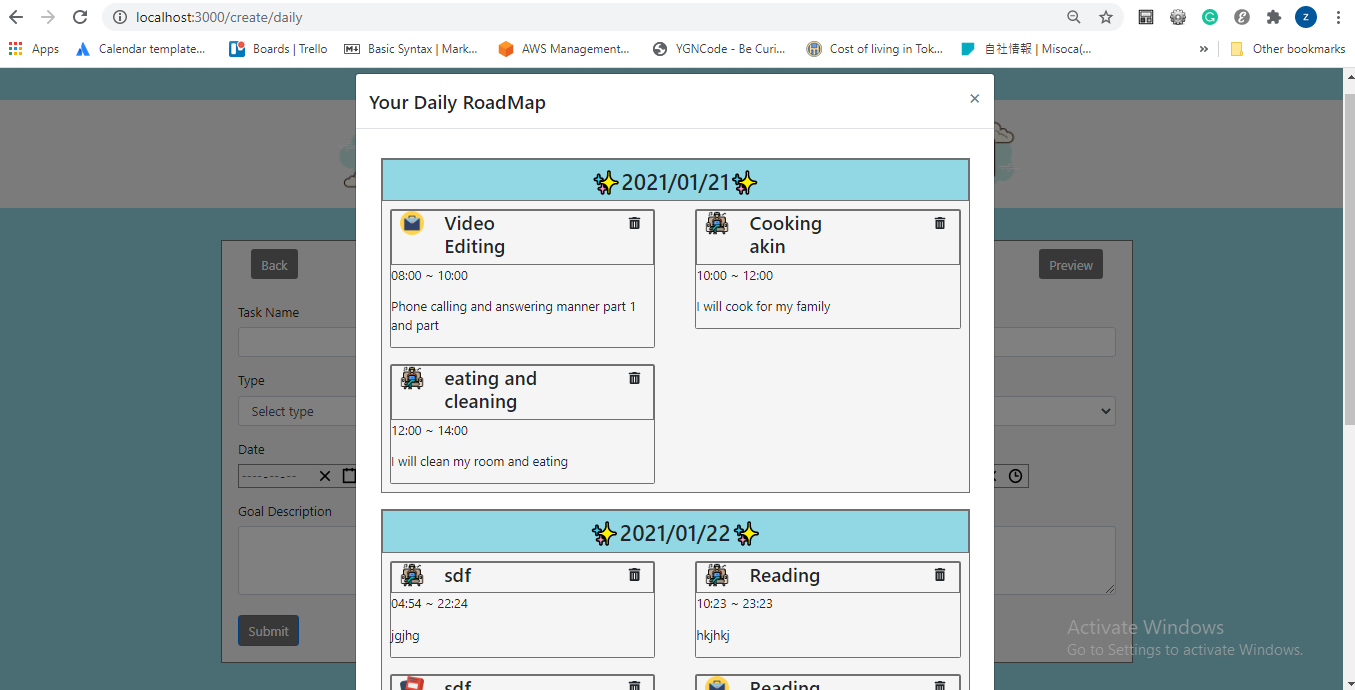 localhost:3000/create/daily
Z
Apps
Calendar template...
Boards | Trello
Basic Syntax | Mark...
AWS Management...
YGNCode - Be Curi...
Cost of living in Tok...
自社情報 | Misoca(...
»
Other bookmarks
Your Daily RoadMap
×
2021/01/21
Video
Editing
08:00 ~ 10:00
Phone calling and answering manner part 1
and part
Cooking
akin
10:00 ~ 12:00
I will cook for my family
eating and
cleaning
12:00 ~ 14:00
I will clean my room and eating
2021/01/22
sdf
04:54 ~ 22:24
jgjhg
Reading
10:23 ~ 23:23
hkjhkj
sdf
Reading
Back
Preview
Task Name
Type
Select type
Date
----.--.--
Goal Description
Submit
Activate Windows
Go to Settings to activate Windows.